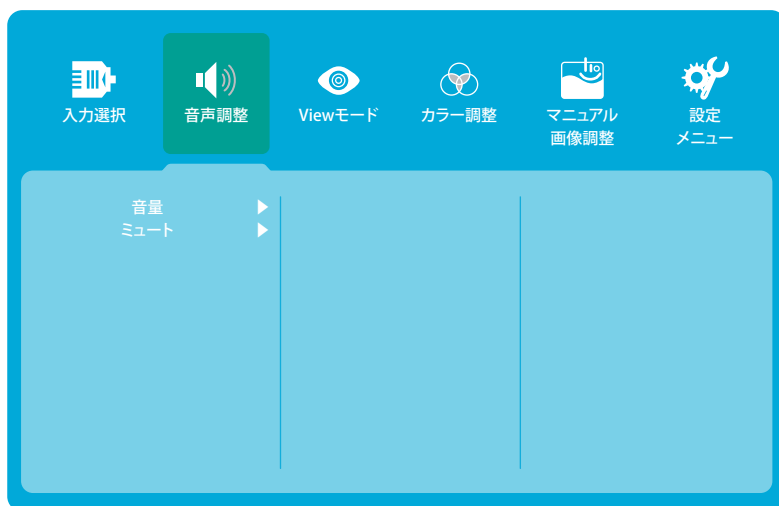 入力選択
音声調整
Viewモード
カラー調整
マニュアル
画像調整
設定
メニュー
音量
ミュート